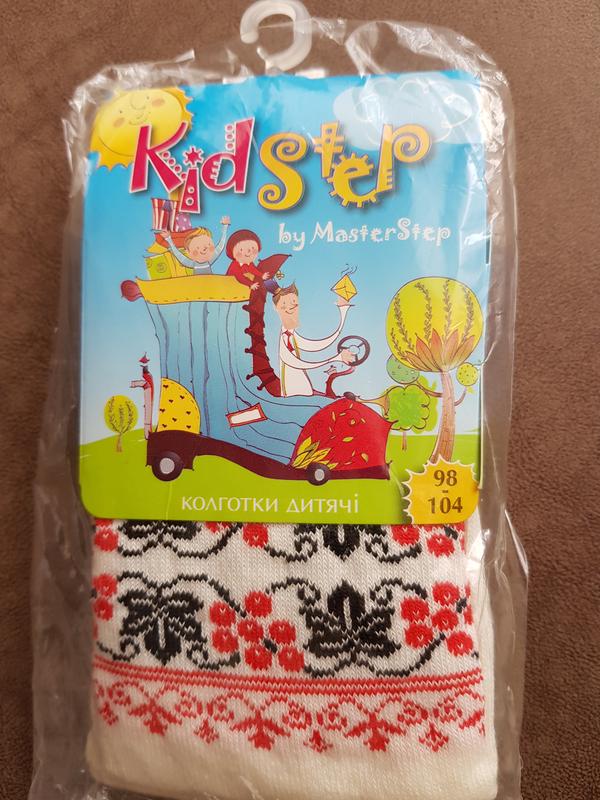 KidStep
by MasterStep
КОЛГОТКИ ДИТЯЧІ
98
-
104